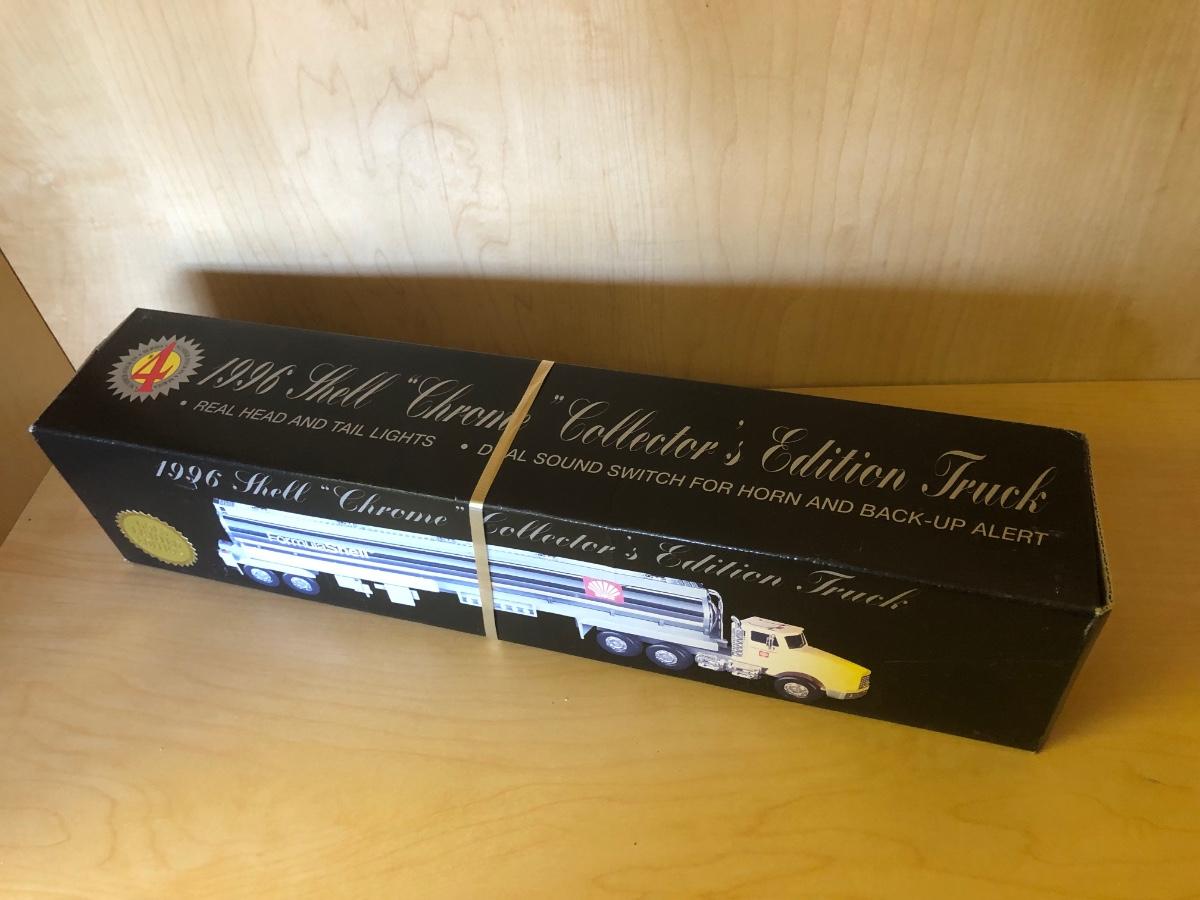 4
1996 Shell "Chrome" Collector's Edition Truck
• REAL HEAD AND TAIL LIGHTS • DUAL SOUND SWITCH FOR HORN AND BACK-UP ALERT
1996 Shell "Chrome" Collector's Edition Truck
FormulaShell